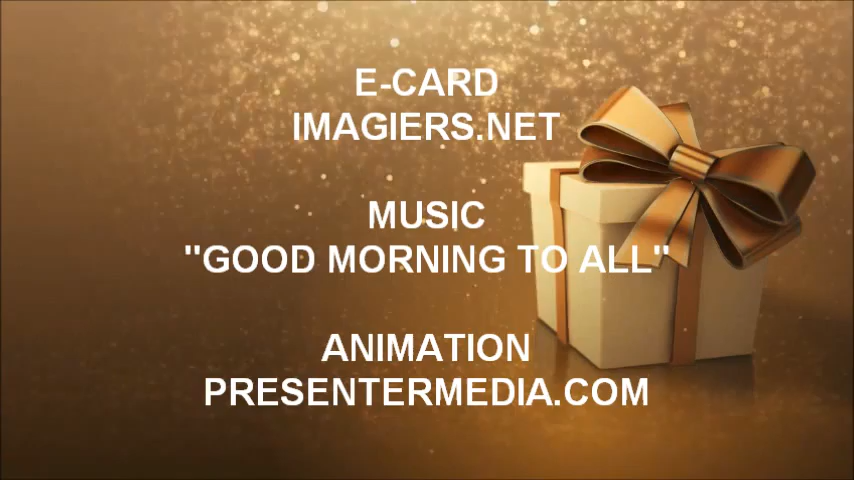 E-CARD
IMAGIERS.NET
MUSIC
"GOOD MORNING TO ALL"
ANIMATION
PRESENTERMEDIA.COM